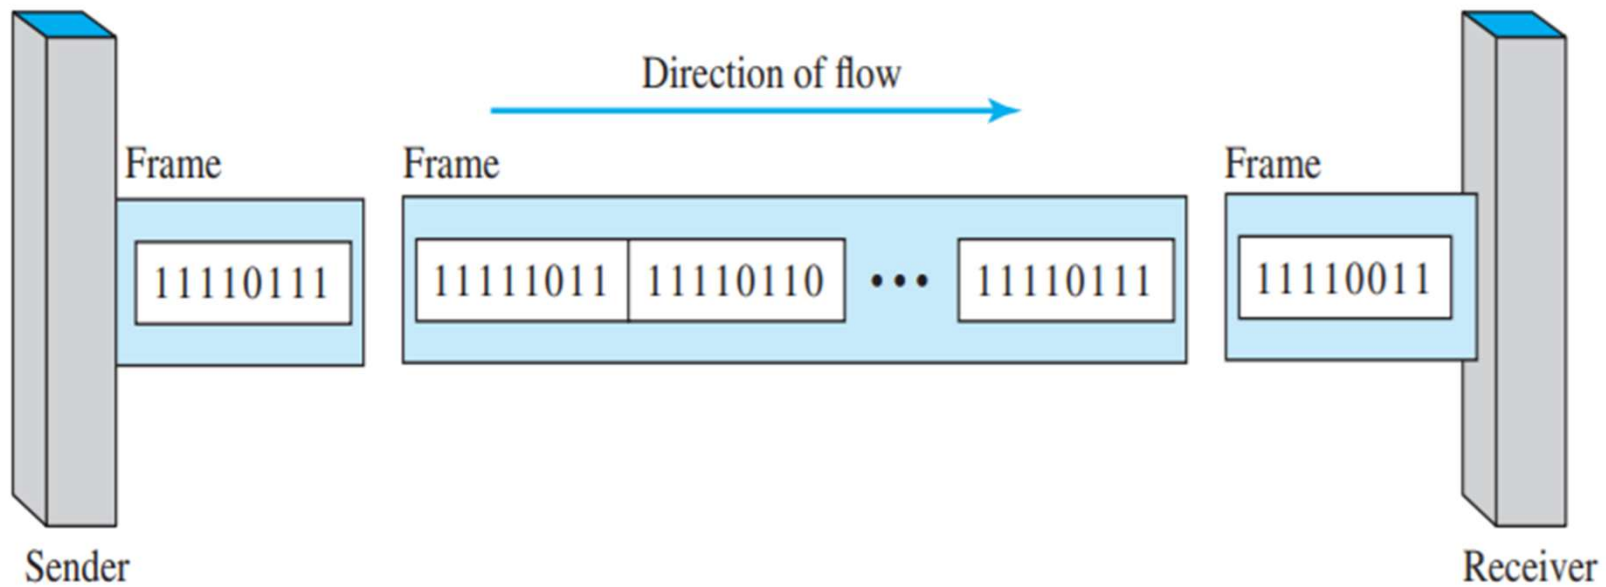 Direction of flow
Frame Frame Frame
11110111 11111011 11110110 ••• 11110111 11110011
Sender Receiver